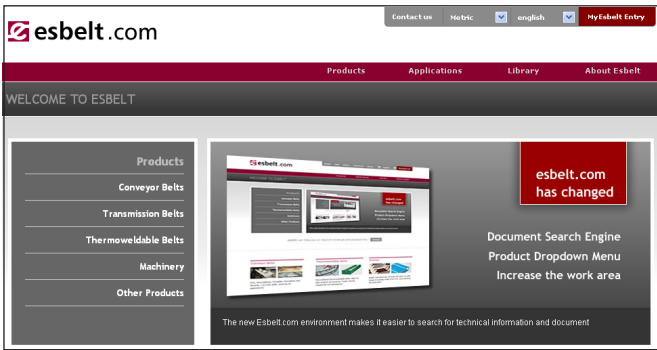 Contact us Metric english MyEsbelt Entry
esbelt.com
Products Applications Library About Esbelt
WELCOME TO ESBELT
Products
Conveyor Belts
Transmission Belts
Thermoweldable Belts
Machinery
Other Products
esbelt.com
esbelt.com
has changed
Document Search Engine
Product Dropdown Menu
Increase the work area
The new Esbelt.com environment makes it easier to search for technical information and document